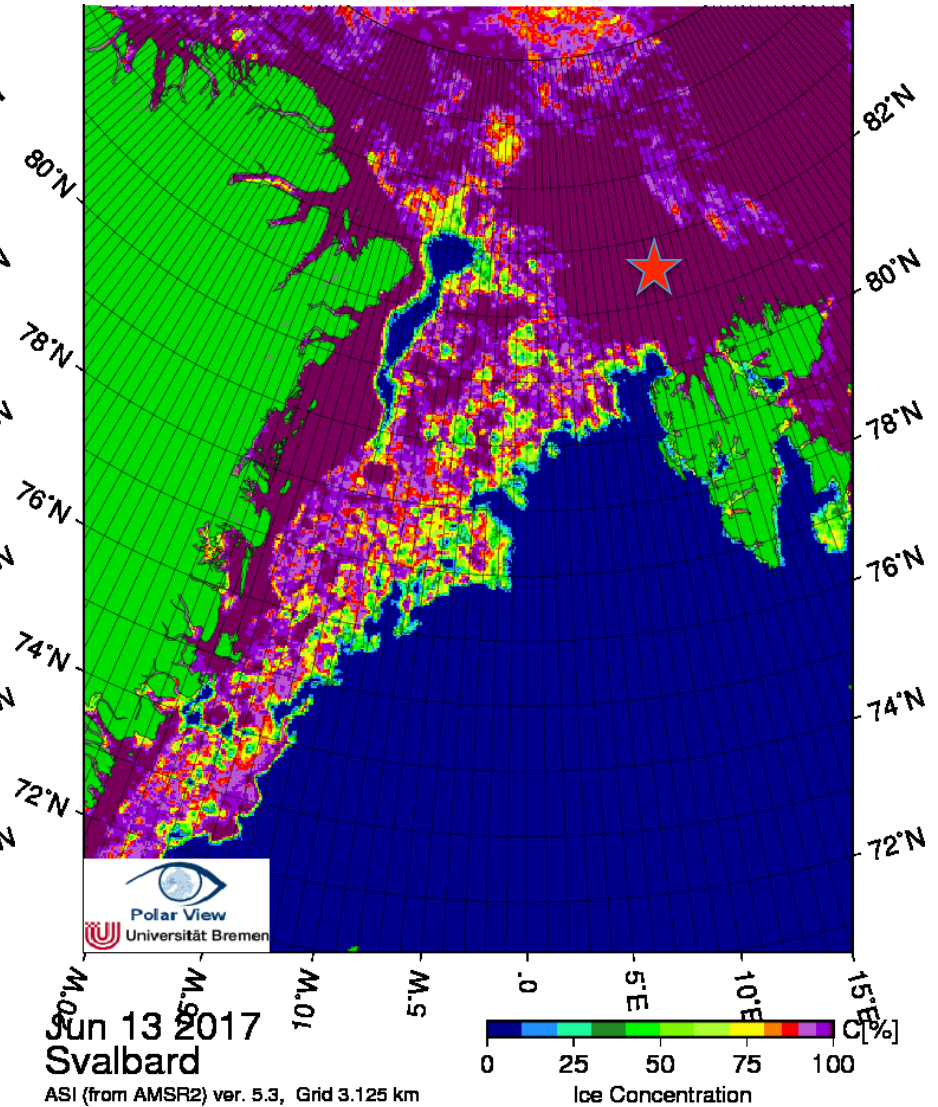 82°N
80°N
80°N
78°N
78°N
76°N
76°N
74°N
74°N
72°N
72°N
Polar View
Universität Bremen
20°W
15°W
10°W
5°W
0
5°E
10°E
15°E
Jun 13 2017
Svalbard
ASI (from AMSR2) ver. 5.3, Grid 3.125 km
C[%]
0 25 50 75 100
Ice Concentration